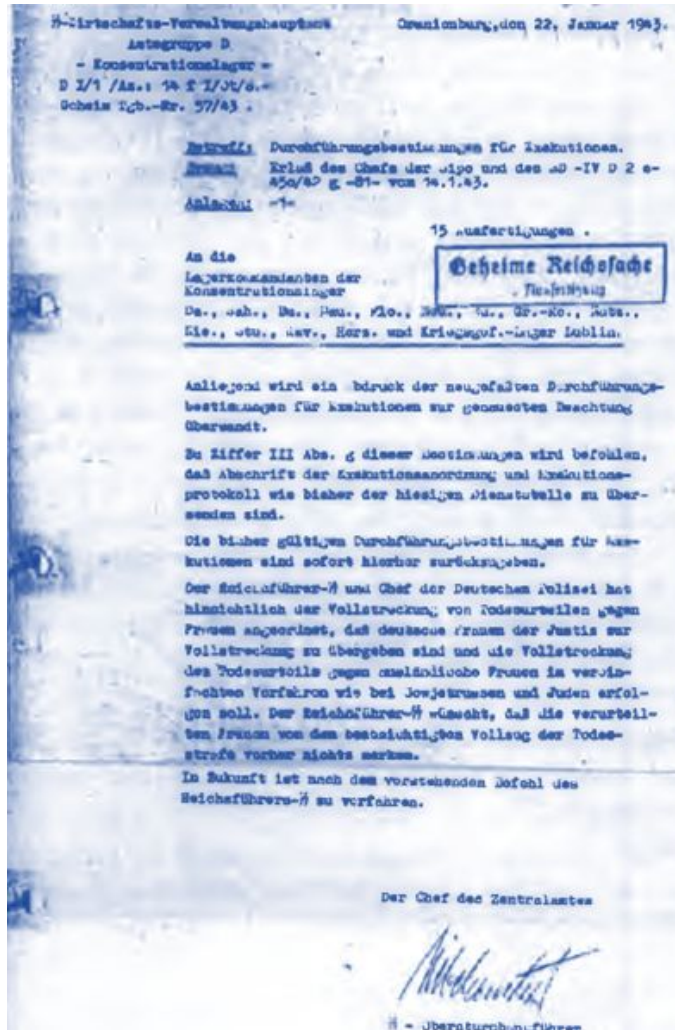 ᛋᛋ-Wirtschafts-Verwaltungshauptamt
Oranienburg, den 22. Januar 1943.
Amtsgruppe D
- Konzentrationslager -
D I/1 /Az.: 14 f
Geheim Tgb.-Nr. 57/43 .
Betreff: Durchführungsbestimmungen für Exekutionen.
Bezug: Erlaß des Chefs der Sipo und des SD -IV D 2 c-
450/42 g -81- vom 14.1.43.
Anlagen: -1-
15 Ausfertigungen .
An die
Lagerkommandanten der
Konzentrationslager
Geheime Reichssache
Da., Sah., Bu., Mau., Flo., Neu., Au., Gr.-Ro., Natz.,
Nie., Stu., Rav., Herz. und Kriegsgef.-Lager Lublin.
Anliegend wird ein Abdruck der neugefaßten Durchführungs-
bestimmungen für Exekutionen zur genauesten Beachtung
übersandt.
Zu Ziffer III Abs. g dieser Bestimmungen wird befohlen,
daß Abschrift der Exekutionsanordnung und Exekutions-
protokoll wie bisher der hiesigen Dienststelle zu über-
senden sind.
Die bisher gültigen Durchführungsbestimmungen für Exe-
kutionen sind sofort hierher zurückzugeben.
Der Reichsführer-ᛋᛋ und Chef der Deutschen Polizei hat
hinsichtlich der Vollstreckung von Todesurteilen gegen
Frauen angeordnet, daß deutsche Frauen der Justiz zur
Vollstreckung zu übergeben sind und die Vollstreckung
des Todesurteils gegen ausländische Frauen im verein-
fachten Verfahren wie bei Sowjetrussen und Juden erfol-
gen soll. Der Reichsführer-ᛋᛋ wünscht, daß die verurteil-
ten Frauen von dem beabsichtigten Vollzug der Todes-
strafe vorher nichts merken.
In Zukunft ist nach dem vorstehenden Befehl des
Reichsführers-ᛋᛋ zu verfahren.
Der Chef des Zentralamtes
ᛋᛋ - Obersturmbannführer